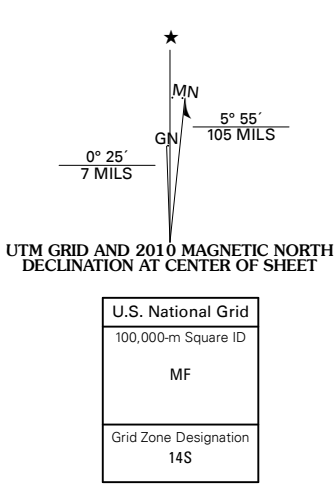 ★
MN
5° 55´
105 MILS
GN
0° 25´
7 MILS
UTM GRID AND 2010 MAGNETIC NORTH
DECLINATION AT CENTER OF SHEET
U.S. National Grid
100,000-m Square ID
MF
Grid Zone Designation
14S